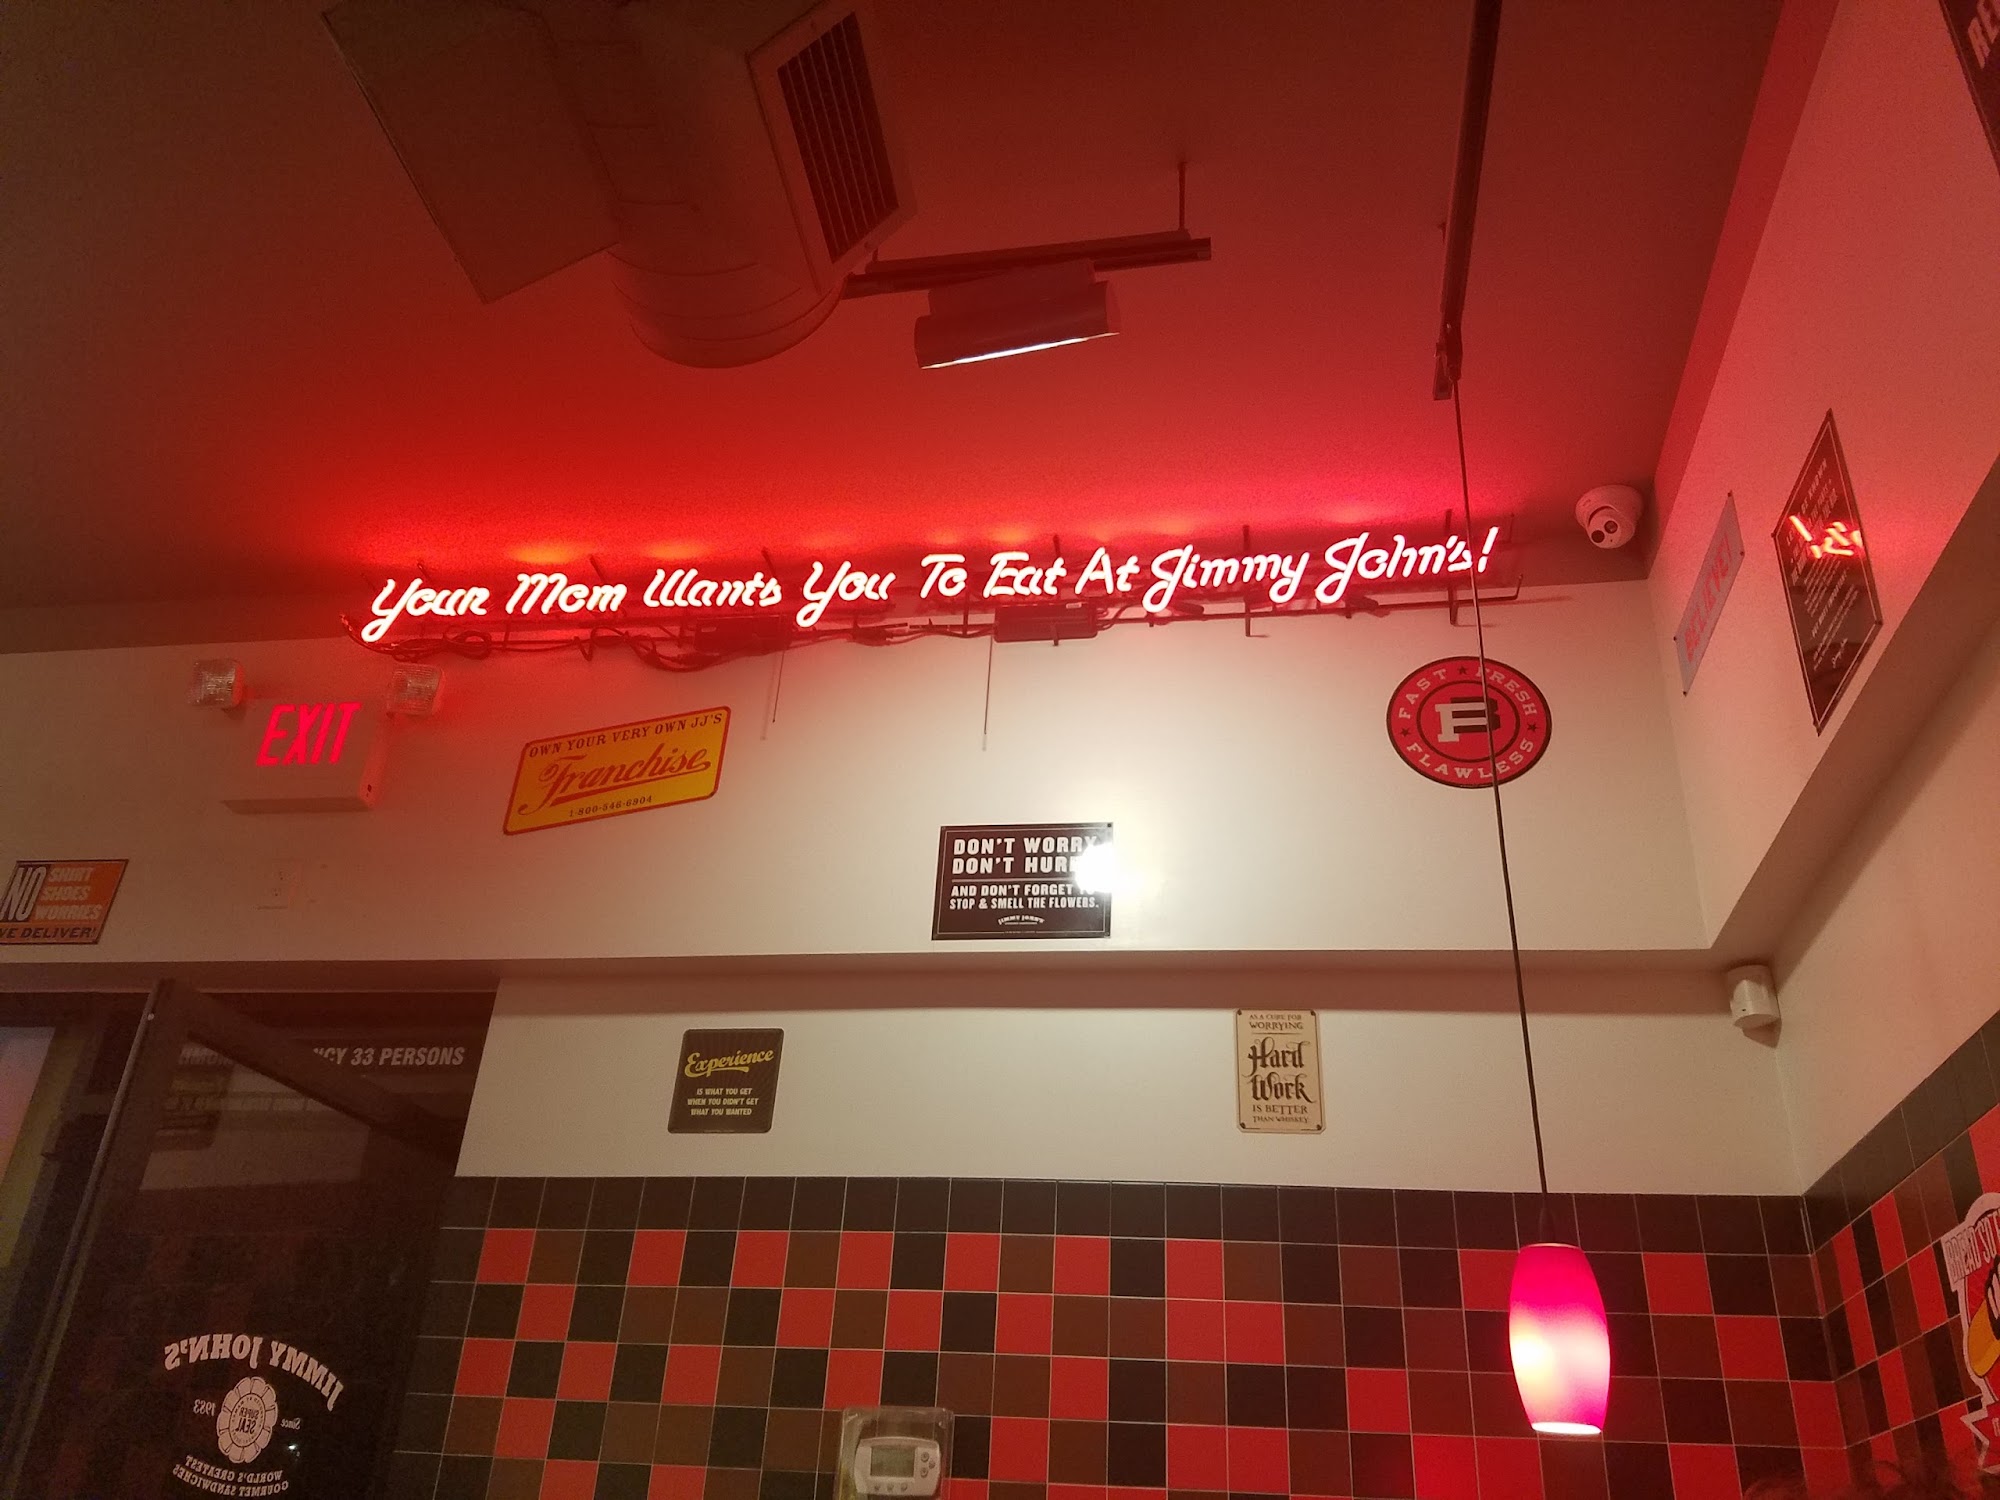 Your Mom Wants You To Eat At Jimmy John's!
EXIT
OWN YOUR VERY OWN JJ'S
Franchise
1-800-546-6904
FAST ★ FRESH
★ FLAWLESS ★
BELIEVE!
DON'T WORRY
DON'T
AND DON'T FORGET TO
STOP & SMELL THE FLOWERS.
JIMMY JOHN'S
NO SHIRT
SHOES
WORRIES
WE DELIVER!
33 PERSONS
Experience
IS WHAT YOU GET
WHEN YOU DIDN'T GET
WHAT YOU WANTED
AS A CURE FOR
WORRYING
Hard
Work
IS BETTER
THAN WHISKEY
JIMMY JOHN'S
Since 1983
SUPER
SEAL
WORLD'S GREATEST
GOURMET SANDWICHES